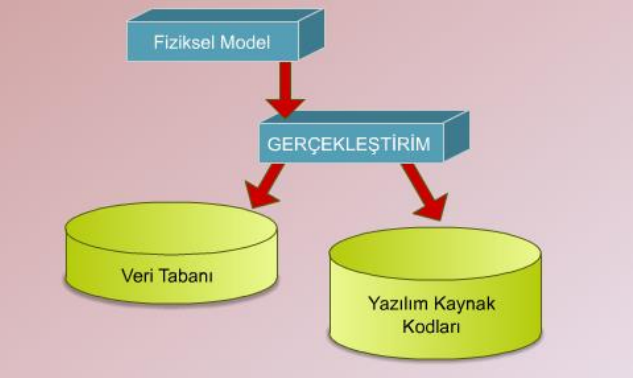 Fiziksel Model
GERÇEKLEŞTİRİM
Veri Tabanı
Yazılım Kaynak
Kodları